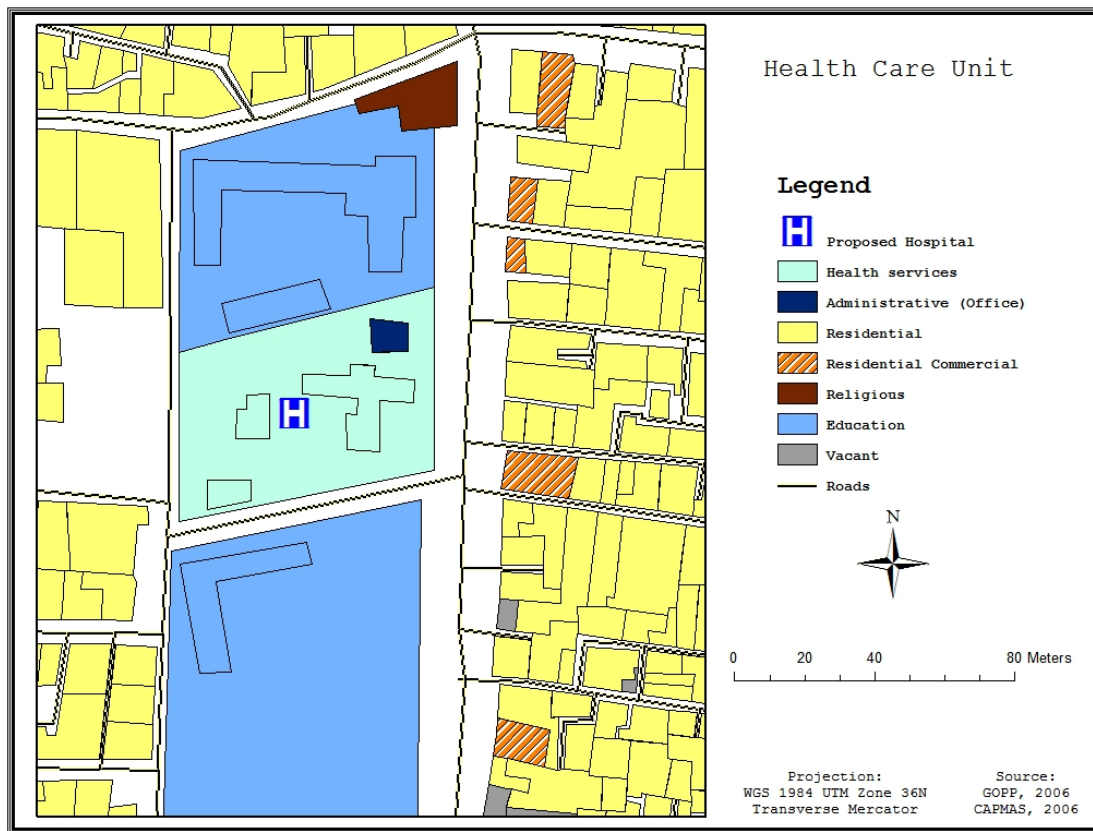 Health Care Unit
Legend
H Proposed Hospital
Health services
Administrative (Office)
Residential
Residential Commercial
Religious
Education
Vacant
Roads
H
N
0 20 40 80 Meters
Projection:
WGS 1984 UTM Zone 36N
Transverse Mercator
Source:
GOPP, 2006
CAPMAS, 2006